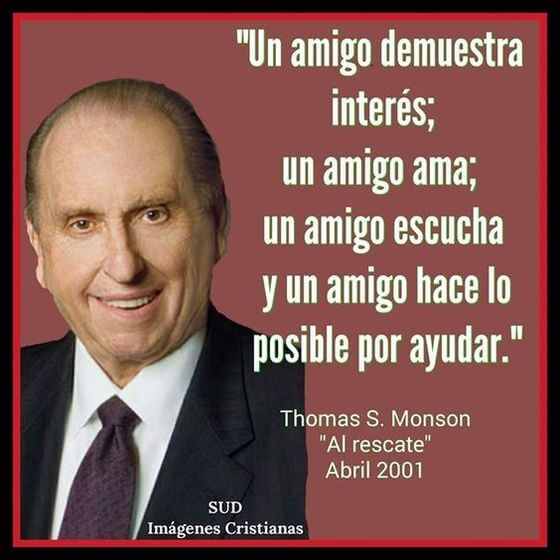 "Un amigo demuestra
interés;
un amigo ama;
un amigo escucha
y un amigo hace lo
posible por ayudar."
Thomas S. Monson
"Al rescate"
Abril 2001
SUD
Imágenes Cristianas